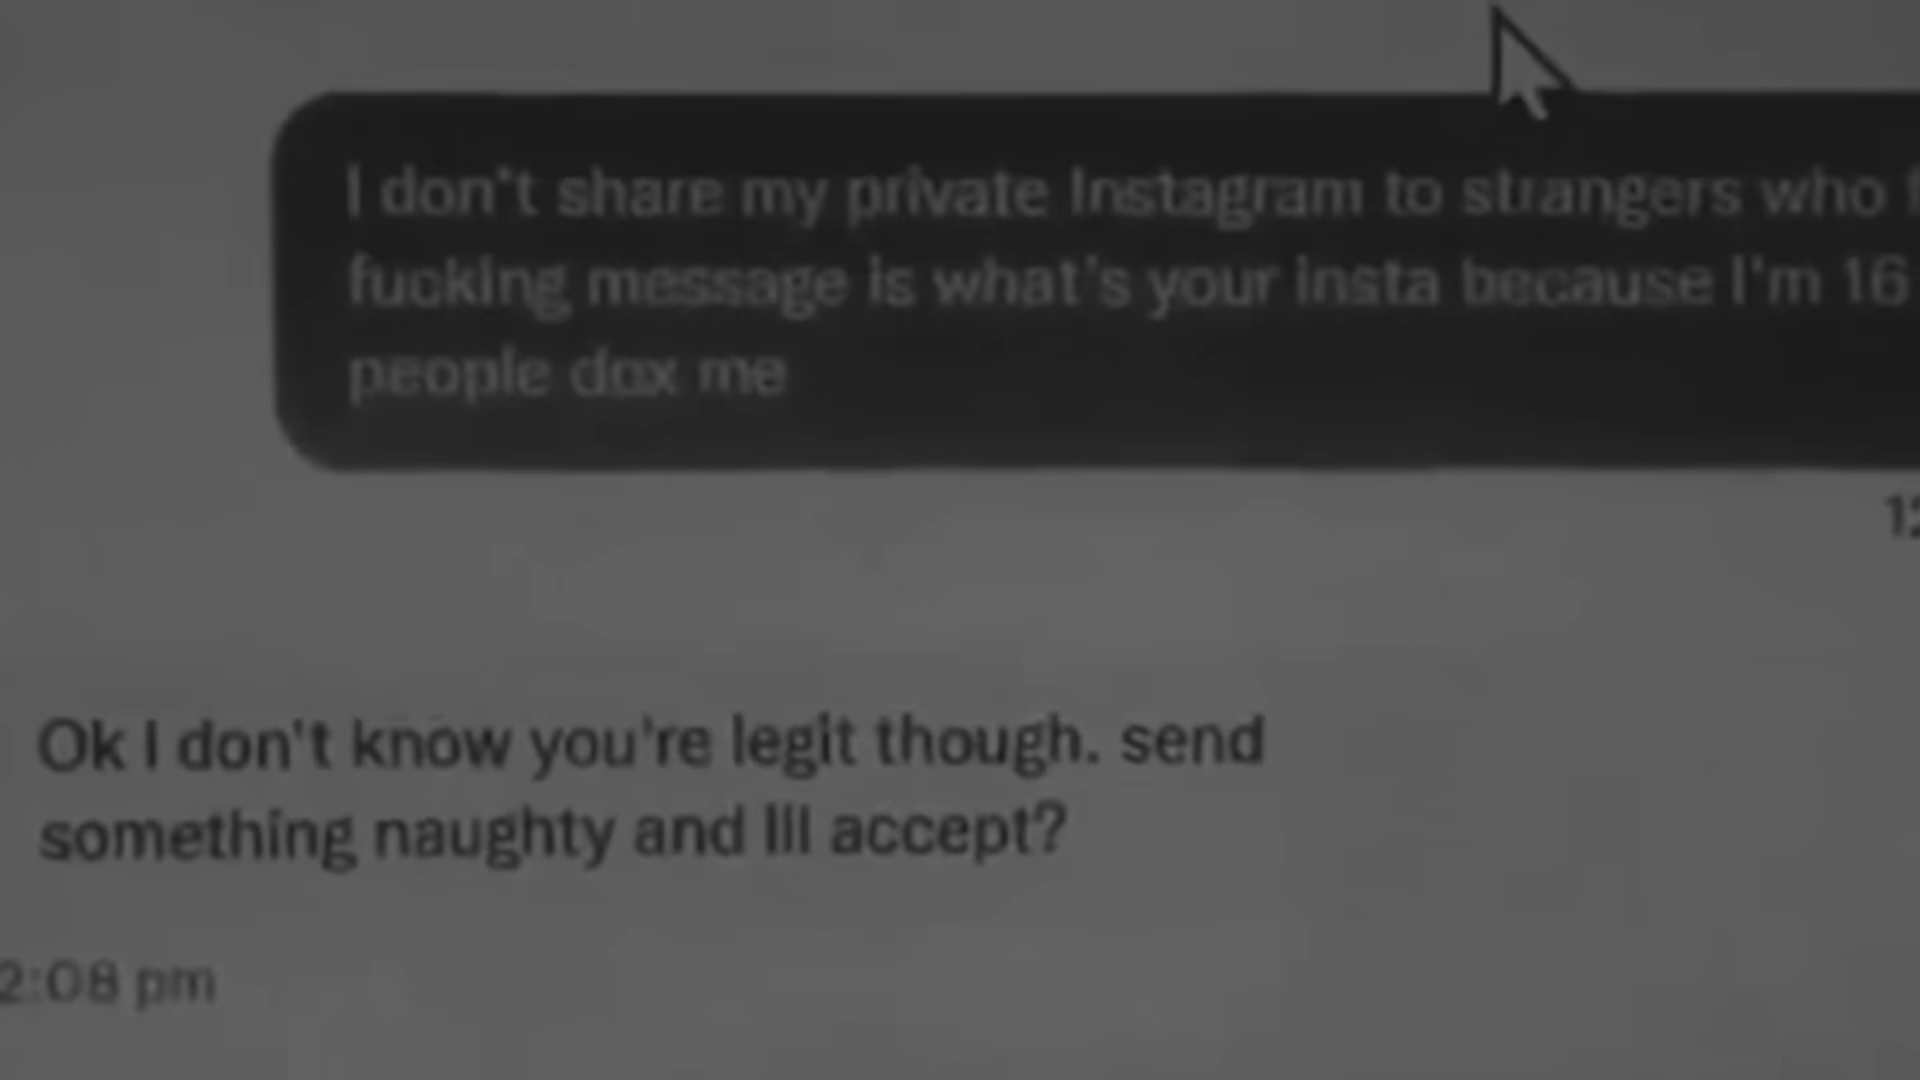 I don't share my private Instagram to strangers who
fucking message is what's your insta because I'm 16
people dox me
12
Ok I don't know you're legit though. send
something naughty and Ill accept?
2:08 pm